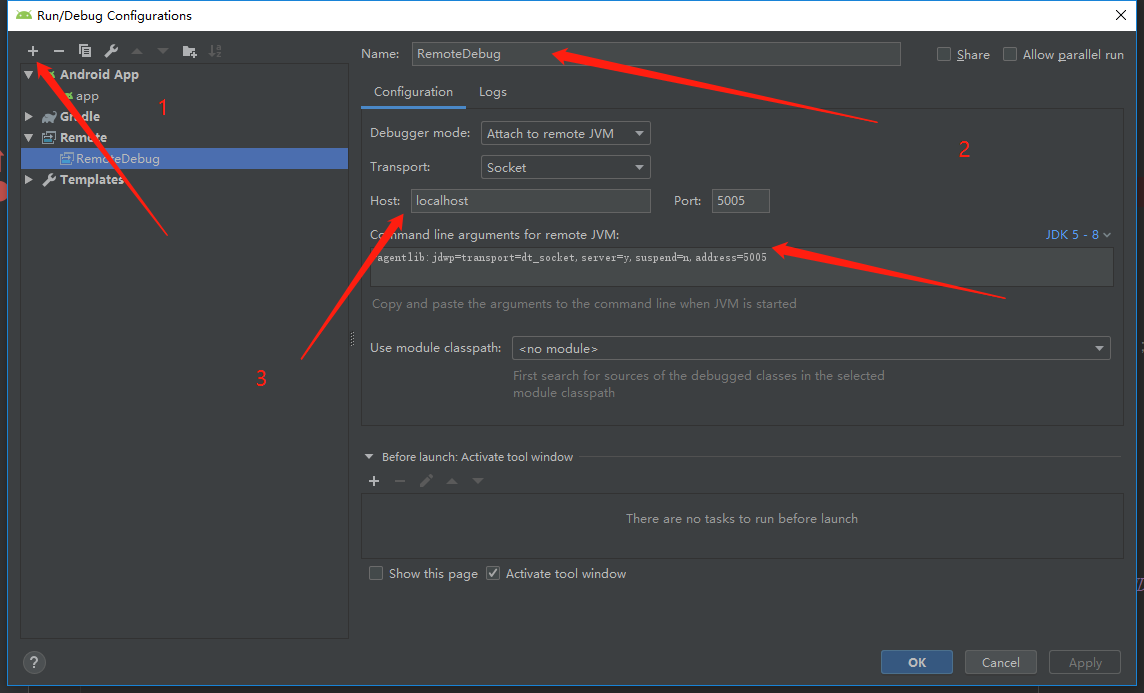 Run/Debug Configurations
Name:
RemoteDebug
Share
Allow parallel run
Android App
app
Gradle
Remote
RemoteDebug
Templates
1
Configuration
Logs
Debugger mode:
Attach to remote JVM
2
Transport:
Socket
Host:
localhost
Port:
5005
Command line arguments for remote JVM:
JDK 5 - 8
agentlib:jdwp=transport=dt_socket,server=y,suspend=n,address=5005
Copy and paste the arguments to the command line when JVM is started
3
Use module classpath:
<no module>
First search for sources of the debugged classes in the selected
module classpath
Before launch: Activate tool window
There are no tasks to run before launch
Show this page
Activate tool window
?
OK
Cancel
Apply